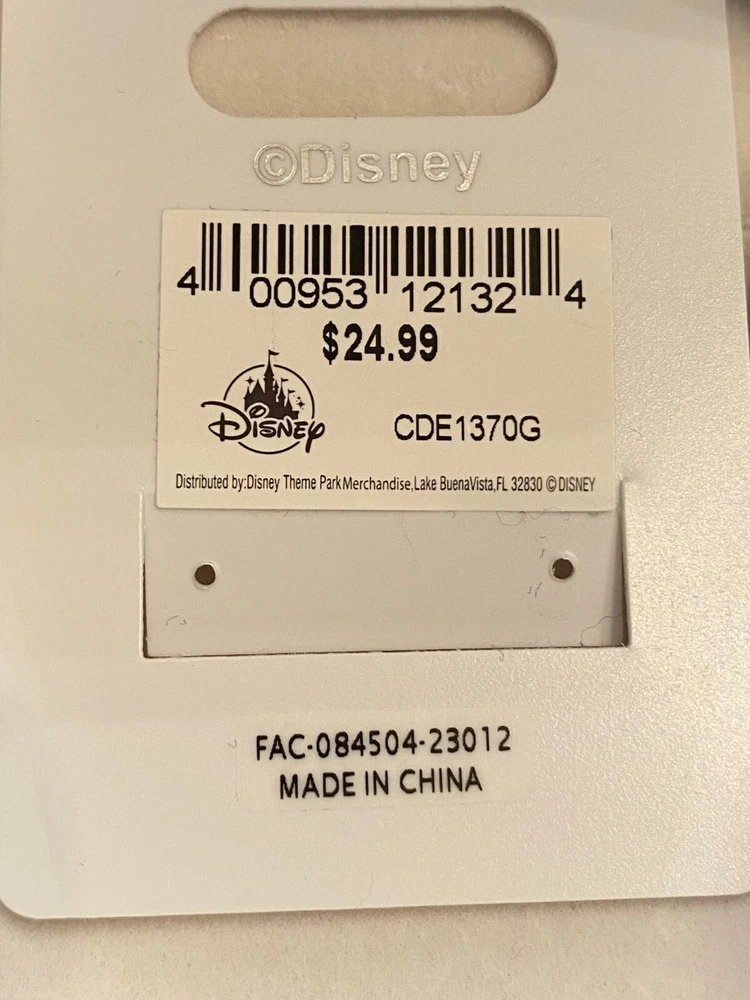 ©Disney
4 00953 12132 4
$24.99
Disney
CDE1370G
Distributed by:Disney Theme Park Merchandise,Lake BuenaVista,FL 32830 ©DISNEY
FAC-084504-23012
MADE IN CHINA